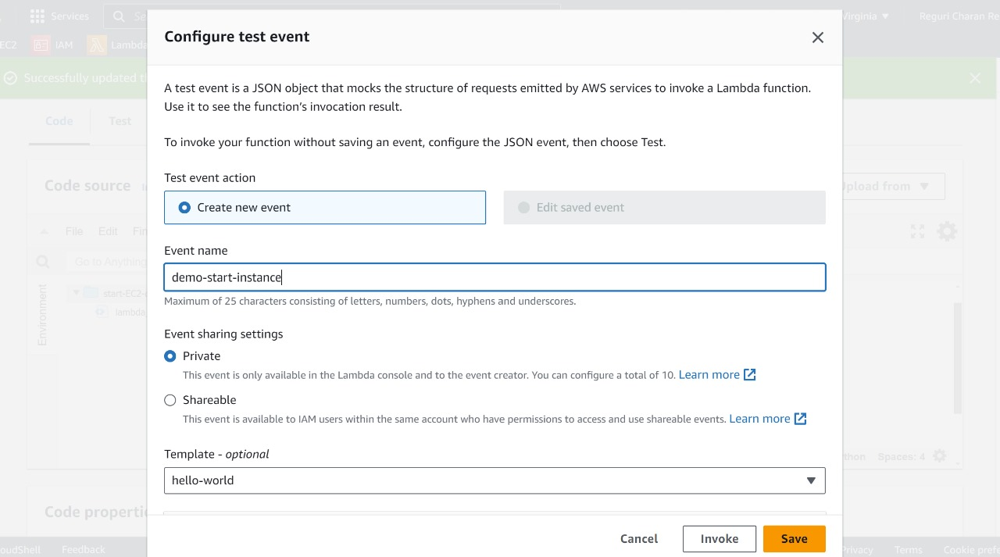 Services
Virginia
Reguri Charan Re
EC2
IAM
Lambda
Configure test event
Successfully updated
A test event is a JSON object that mocks the structure of requests emitted by AWS services to invoke a Lambda function.
Use it to see the function’s invocation result.
Code
Test
To invoke your function without saving an event, configure the JSON event, then choose Test.
Test event action
Code source
Upload from
Create new event
Edit saved event
File
Edit
Fin
Event name
Go to Anything
demo-start-instance
Maximum of 25 characters consisting of letters, numbers, dots, hyphens and underscores.
start-EC2-
lambda_
Environment
Event sharing settings
Private
This event is only available in the Lambda console and to the event creator. You can configure a total of 10. Learn more
Shareable
This event is available to IAM users within the same account who have permissions to access and use shareable events. Learn more
Template - optional
thon
Spaces: 4
hello-world
Code properti
Cancel
Invoke
Save
oudShell
Feedback
Privacy
Terms
Cookie prefe